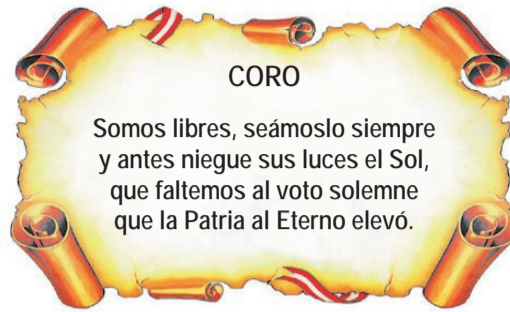 CORO
Somos libres, seámoslo siempre
y antes niegue sus luces el Sol,
que faltemos al voto solemne
que la Patria al Eterno elevó.